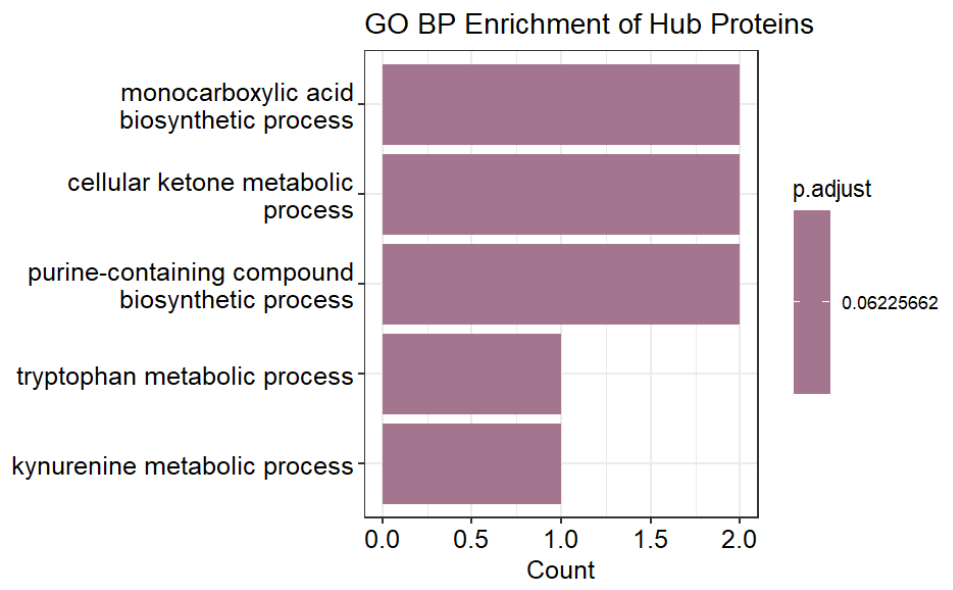 GO BP Enrichment of Hub Proteins
monocarboxylic acid
biosynthetic process
cellular ketone metabolic
process
purine-containing compound
biosynthetic process
tryptophan metabolic process
kynurenine metabolic process
0.0 0.5 1.0 1.5 2.0
Count
p.adjust
0.06225662